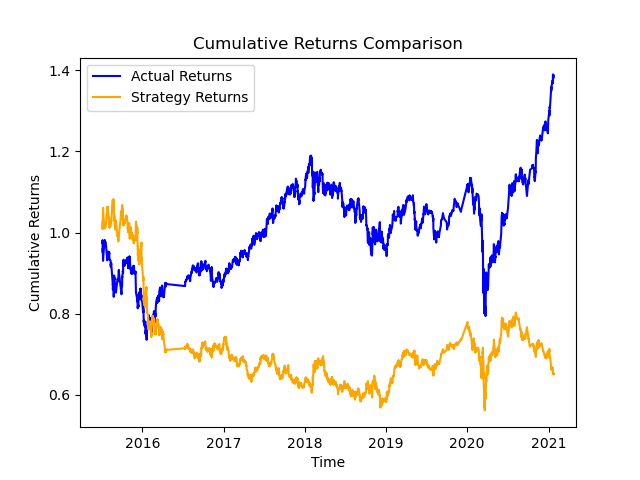 Cumulative Returns Comparison
Actual Returns
Strategy Returns
Cumulative Returns
1.4
1.2
1.0
0.8
0.6
2016 2017 2018 2019 2020 2021
Time